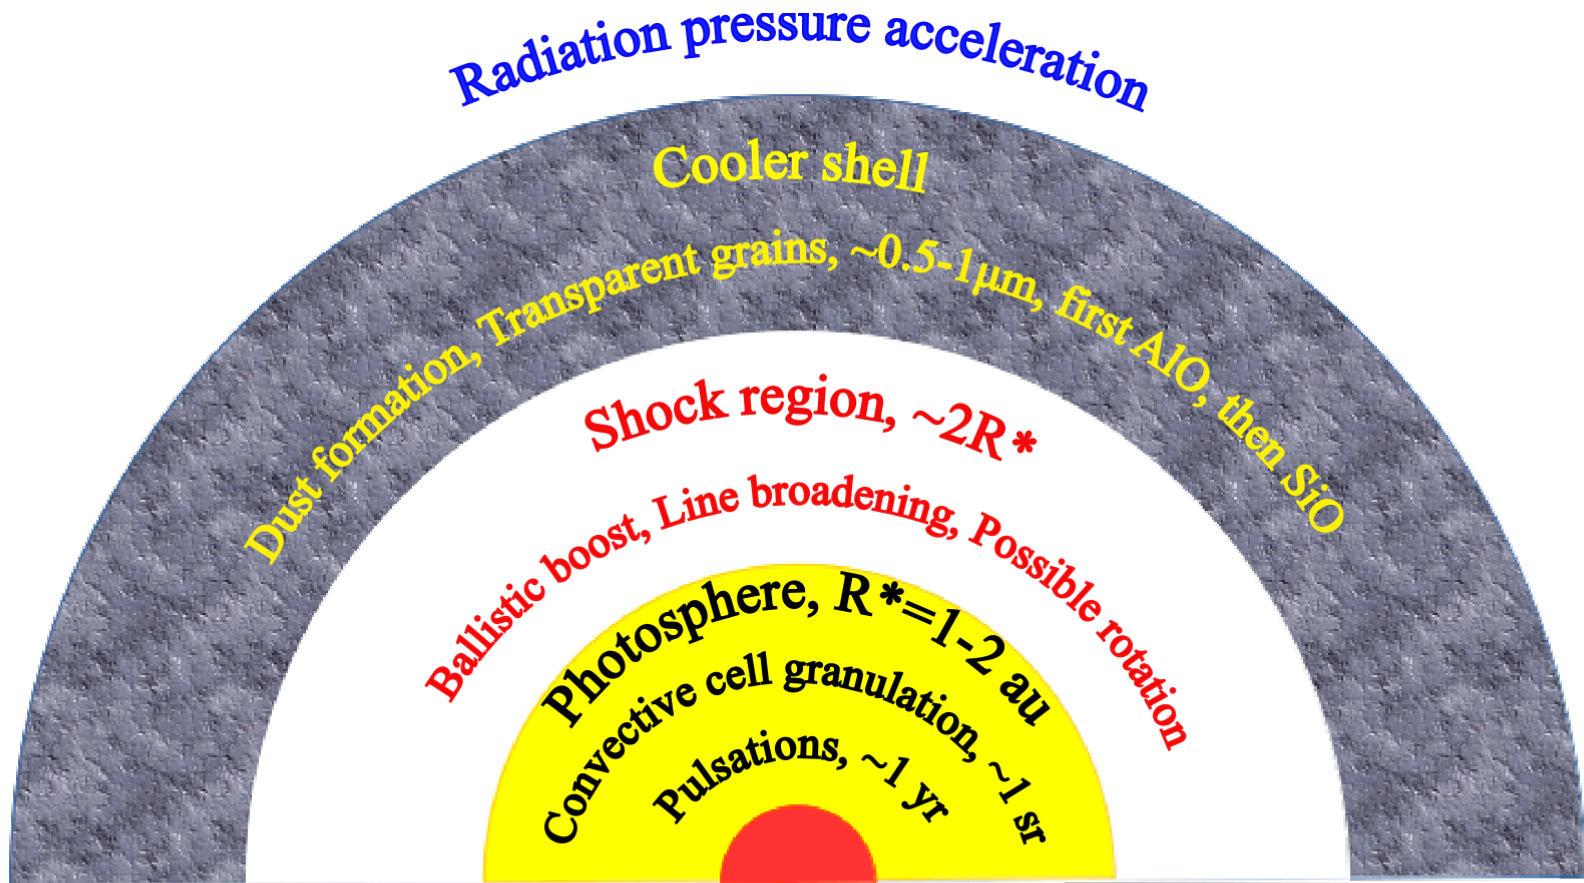 Radiation pressure acceleration
Cooler shell
Dust formation, Transparent grains, ~0.5-1μm, first AlO, then SiO
Shock region, ~2R*
Ballistic boost, Line broadening, Possible rotation
Photosphere, R*=1-2 au
Convective cell granulation, ~1 sr
Pulsations, ~1 yr